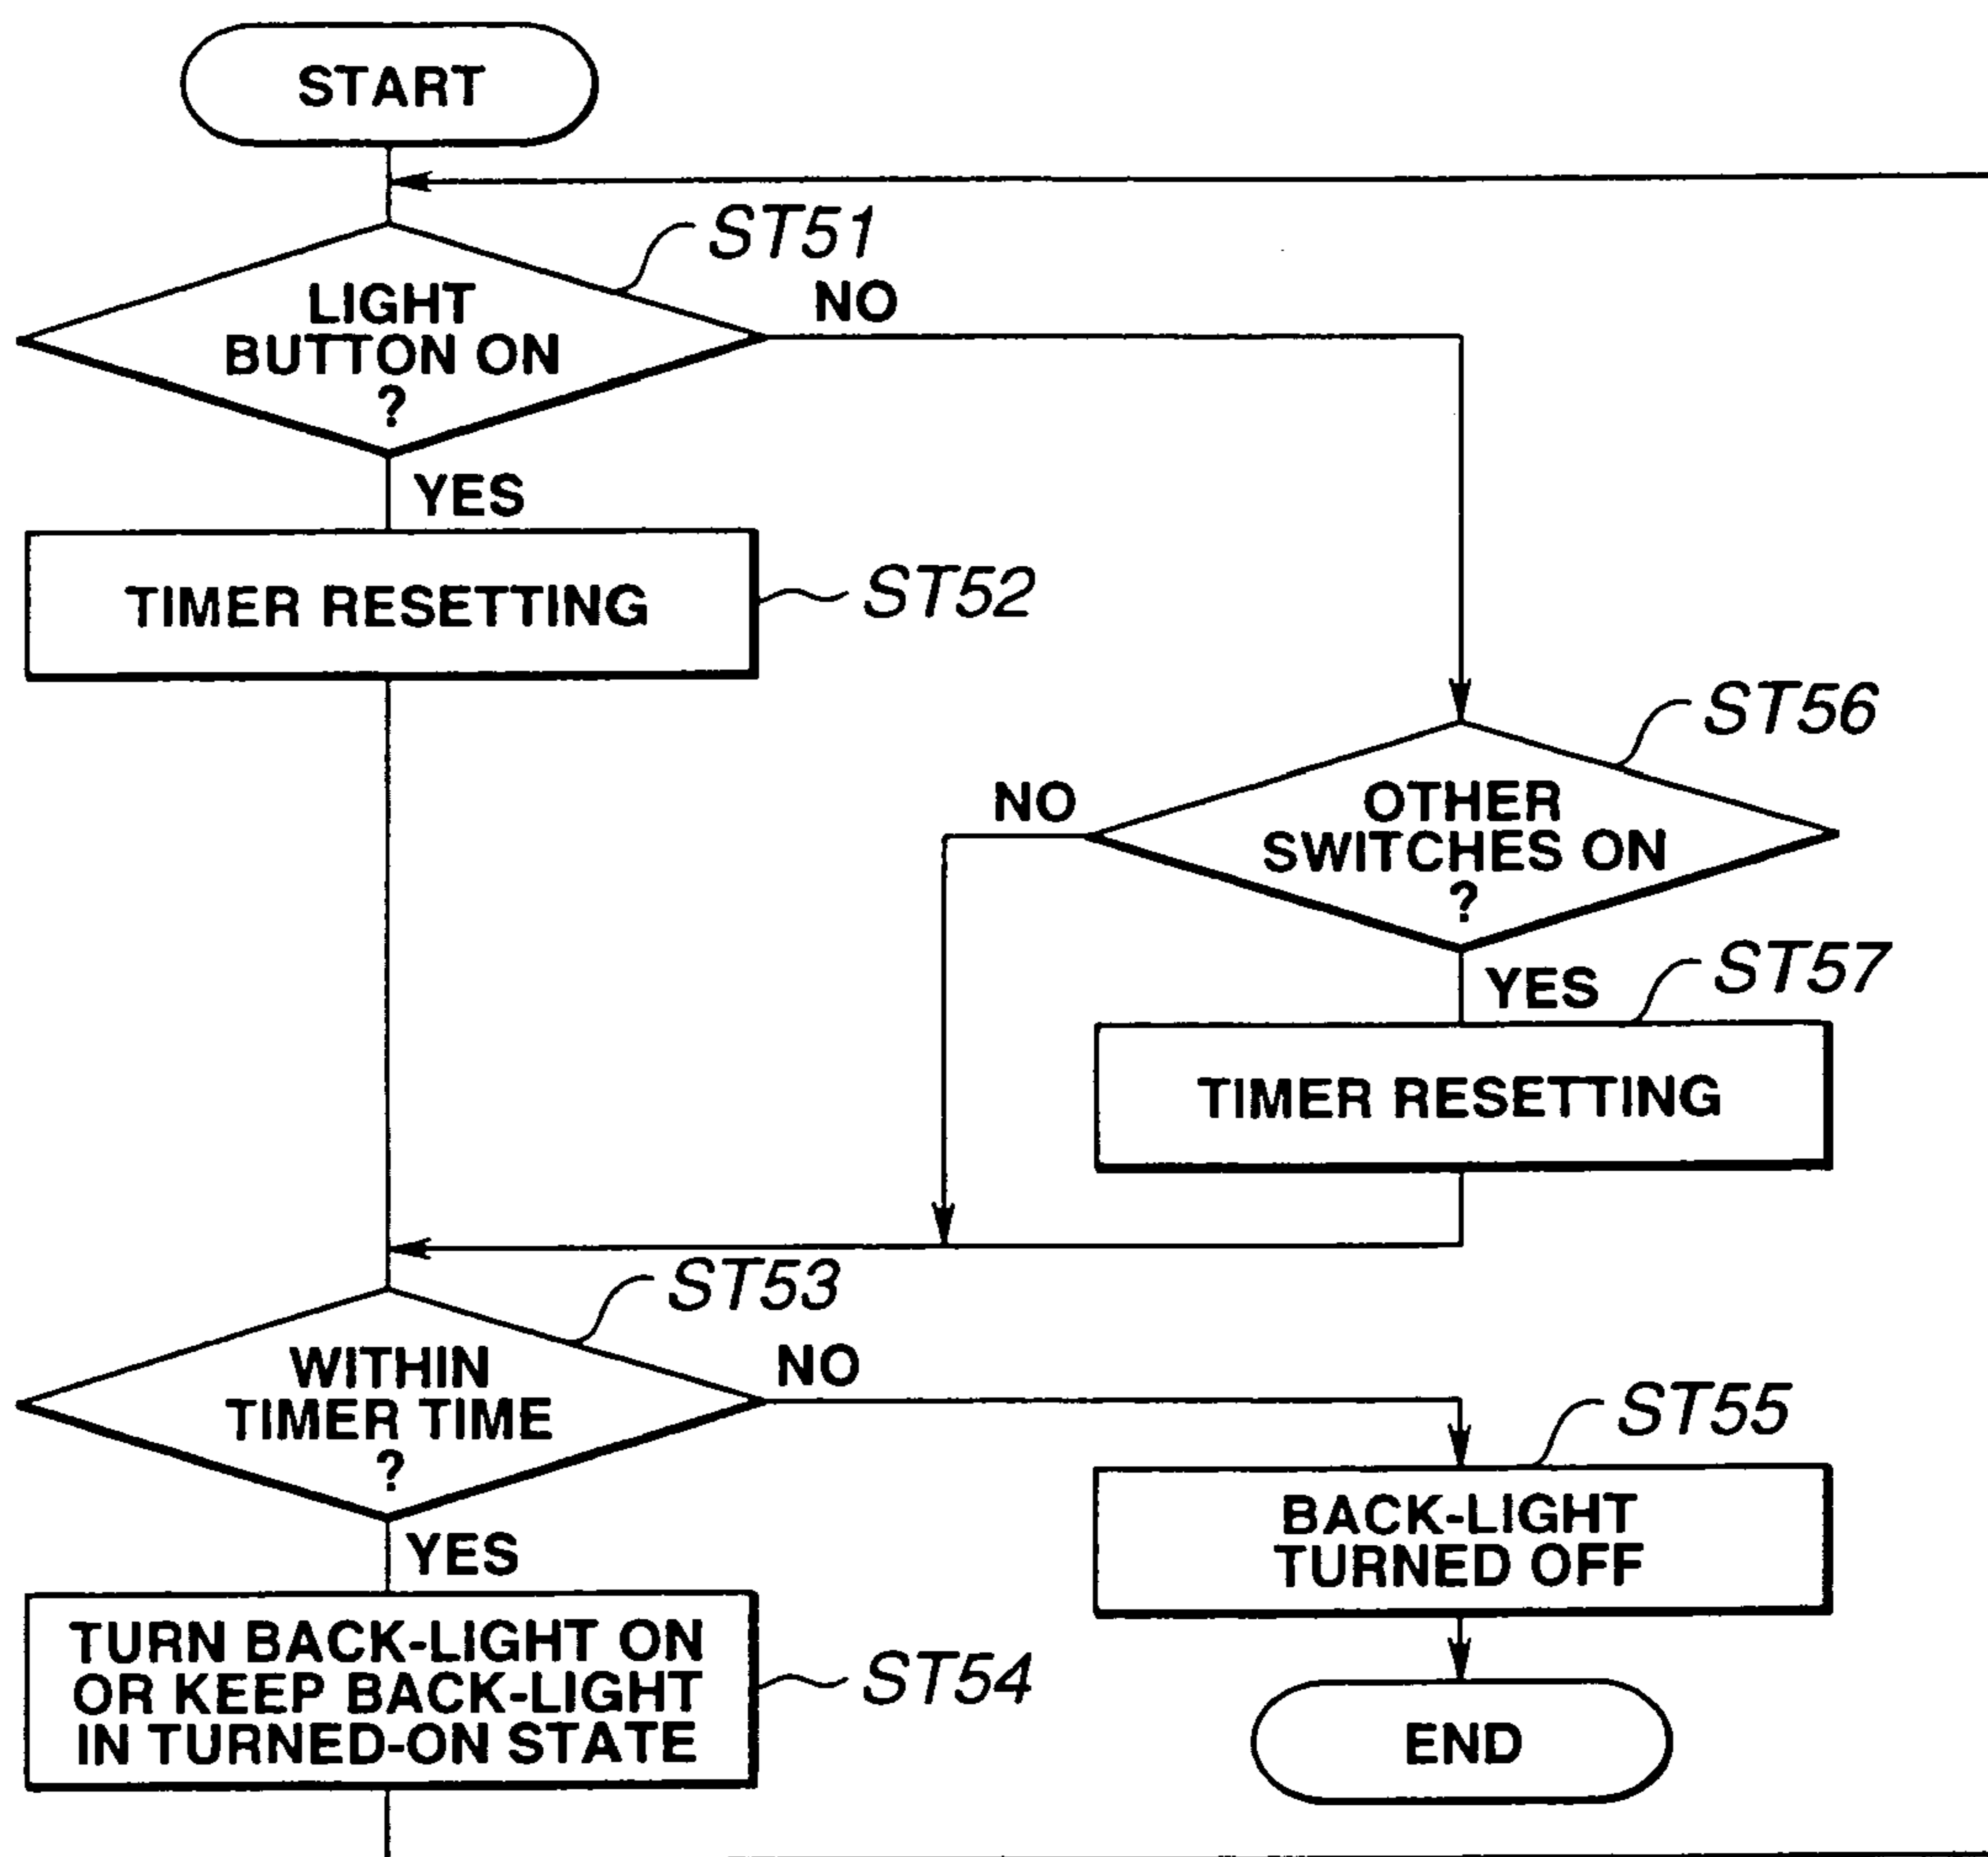 START
ST51
LIGHT
BUTTON ON
?
NO
YES
TIMER RESETTING
ST52
ST56
OTHER
SWITCHES ON
?
NO
YES
ST57
TIMER RESETTING
ST53
WITHIN
TIMER TIME
?
NO
YES
ST55
BACK-LIGHT
TURNED OFF
TURN BACK-LIGHT ON
OR KEEP BACK-LIGHT
IN TURNED-ON STATE
ST54
END